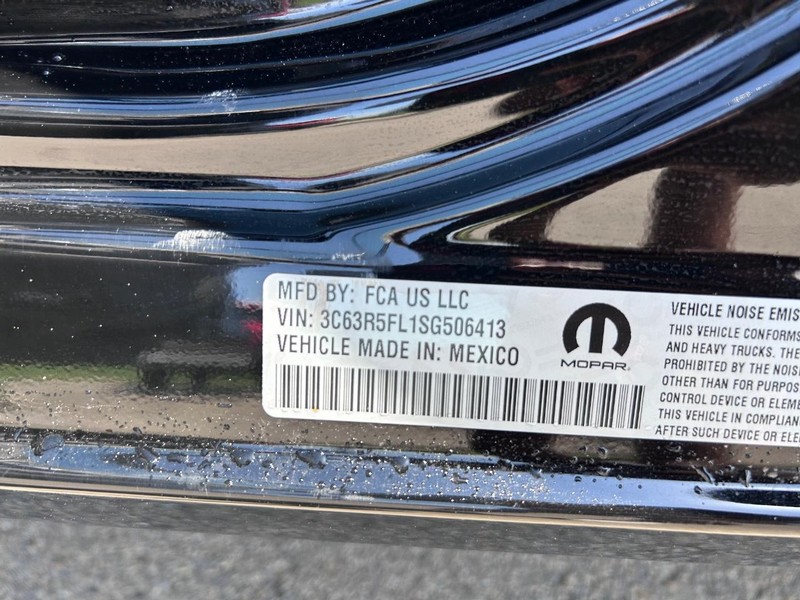 MFD BY: FCA US LLC
VIN: 3C63R5FL1SG506413
VEHICLE MADE IN: MEXICO
MOPAR
VEHICLE NOISE EMIS
THIS VEHICLE CONFORMS
AND HEAVY TRUCKS. THE
PROHIBITED BY THE NOISE
OTHER THAN FOR PURPOS
CONTROL DEVICE OR ELEME
THIS VEHICLE IN COMPLIANC
AFTER SUCH DEVICE OR ELE